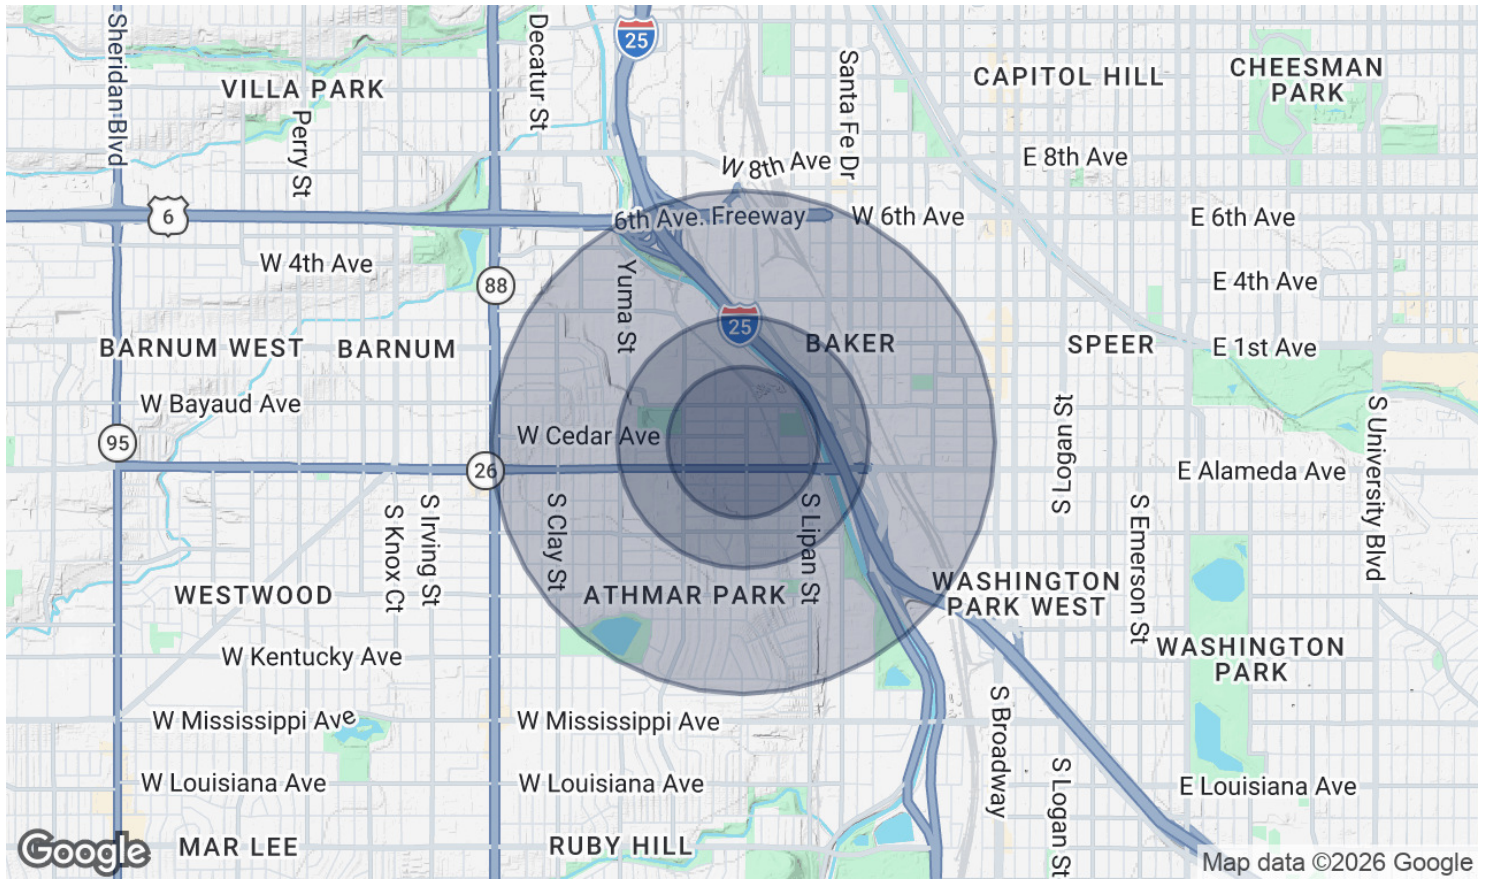 Sheridan Blvd
Decatur St
25
Santa Fe Dr
CAPITOL HILL
CHEESMAN
PARK
VILLA PARK
Perry St
W 8th Ave
E 8th Ave
6
6th Ave. Freeway
W 6th Ave
E 6th Ave
W 4th Ave
88
Yuma St
E 4th Ave
25
BARNUM WEST
BARNUM
BAKER
SPEER
E 1st Ave
W Bayaud Ave
S Logan St
S University Blvd
95
W Cedar Ave
26
E Alameda Ave
S Knox Ct
S Irving St
S Clay St
S Lipan St
S Emerson St
WESTWOOD
ATHMAR PARK
WASHINGTON
PARK WEST
W Kentucky Ave
WASHINGTON
PARK
W Mississippi Ave
W Mississippi Ave
S Broadway
W Louisiana Ave
W Louisiana Ave
S Logan St
E Louisiana Ave
Google
MAR LEE
RUBY HILL
Map data ©2026 Google